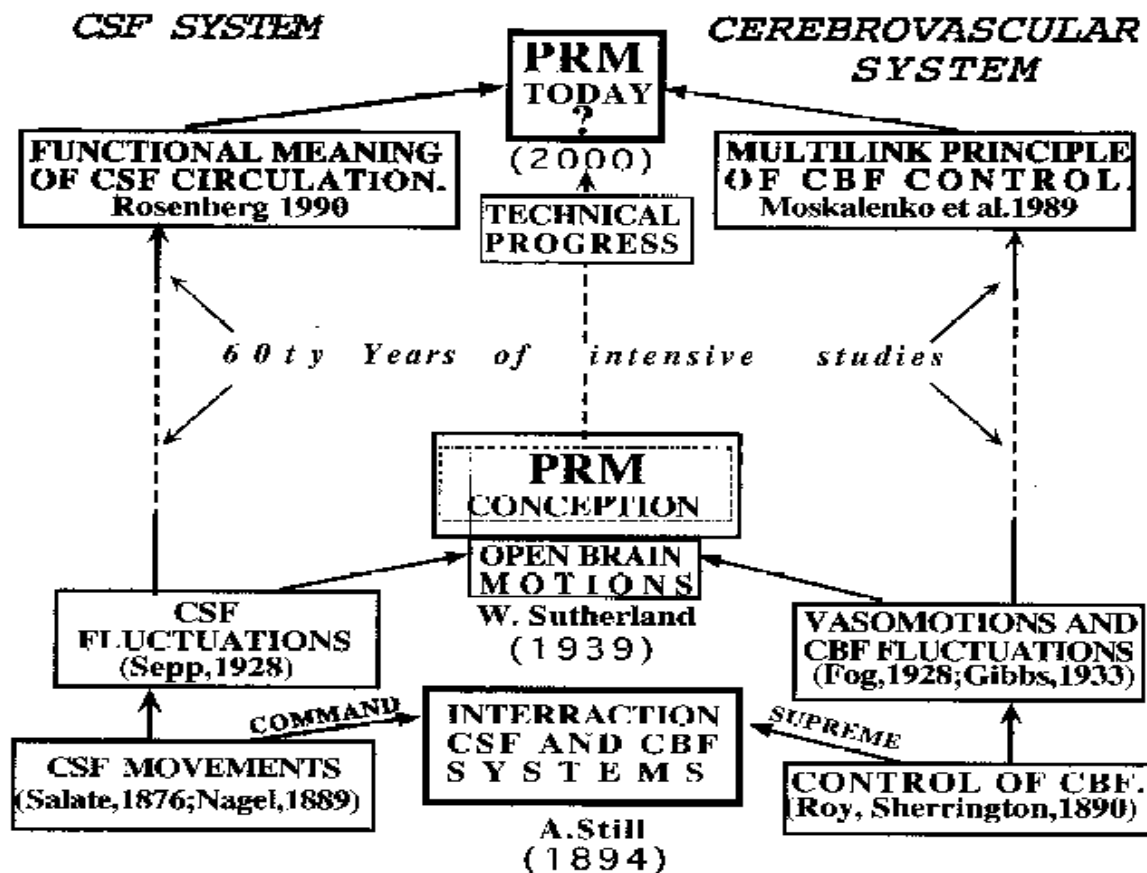 CSF SYSTEM
CEREBROVASCULAR
SYSTEM
PRM
TODAY
?
(2000)
FUNCTIONAL MEANING
OF CSF CIRCULATION.
Rosenberg 1990
MULTILINK PRINCIPLE
OF CBF CONTROL.
Moskalenko et al.1989
TECHNICAL
PROGRESS
60ty Years of intensive studies
PRM
CONCEPTION
OPEN BRAIN
MOTIONS
W. Sutherland
(1939)
CSF
FLUCTUATIONS
(Sepp,1928)
VASOMOTIONS AND
CBF FLUCTUATIONS
(Fog,1928;Gibbs,1933)
COMMAND
SUPREME
INTERRACTION
CSF AND CBF
SYSTEMS
CSF MOVEMENTS
(Salate,1876;Nagel,1889)
CONTROL OF CBF.
(Roy, Sherrington,1890)
A.Still
(1894)